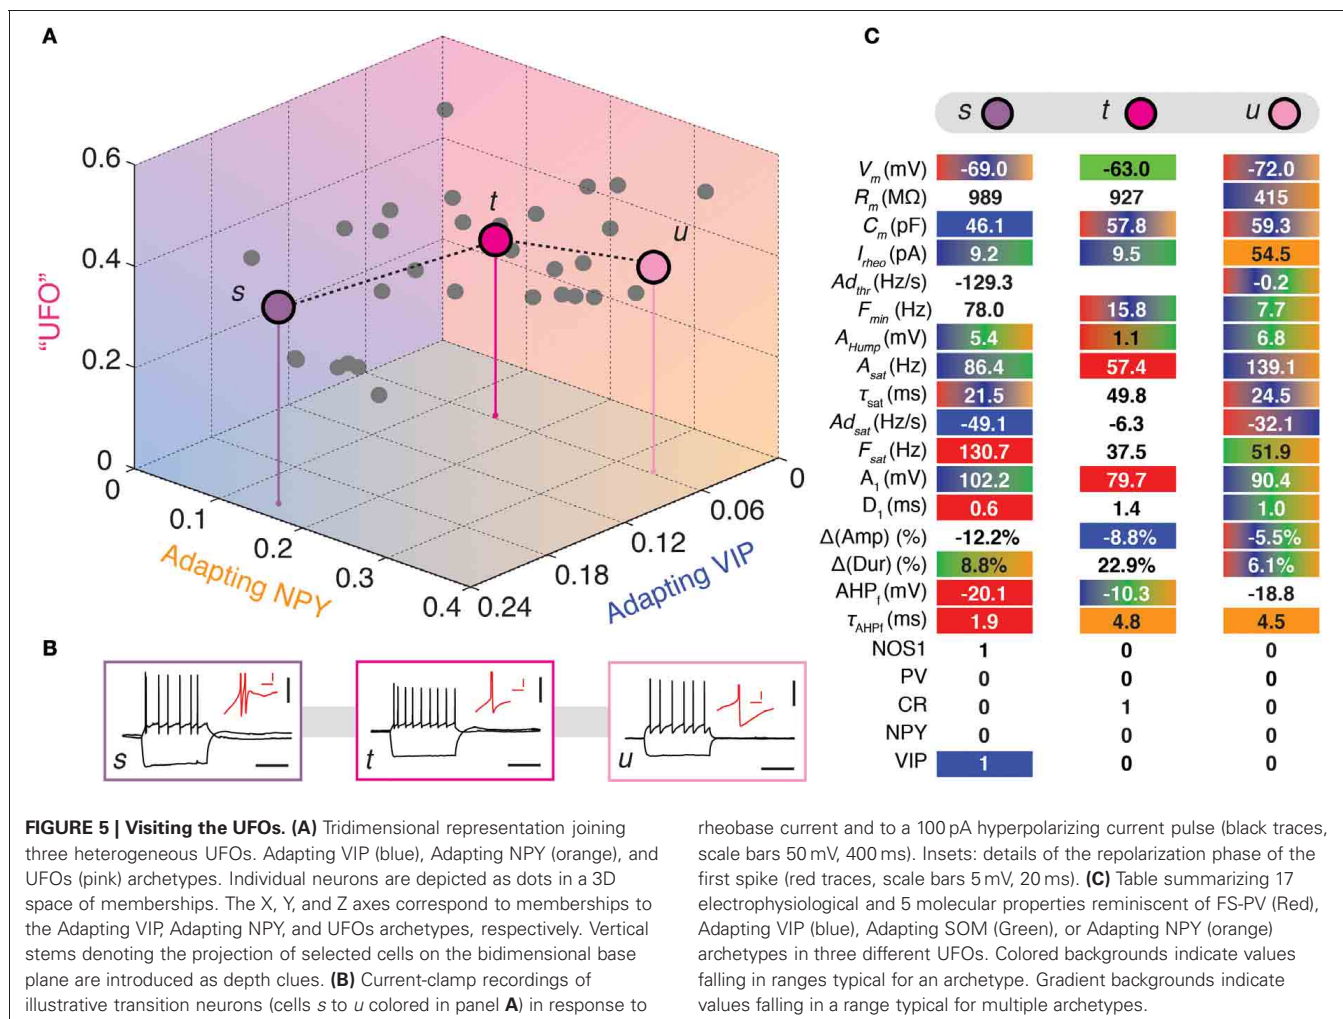 A
C
s
t
u
0.6
0.4
0.2
0
"UFO"
s
t
u
0
0.1
0.2
0.3
0.4
Adapting NPY
0.24
0.18
0.12
0.06
0
Adapting VIP
s t u
Vm (mV) -69.0 -63.0 -72.0
Rm (MΩ) 989 927 415
Cm (pF) 46.1 57.8 59.3
Irheo (pA) 9.2 9.5 54.5
Adthr (Hz/s) -129.3 -0.2
Fmin (Hz) 78.0 15.8 7.7
AHump (mV) 5.4 1.1 6.8
Asat (Hz) 86.4 57.4 139.1
τsat (ms) 21.5 49.8 24.5
Adsat (Hz/s) -49.1 -6.3 -32.1
Fsat (Hz) 130.7 37.5 51.9
A1 (mV) 102.2 79.7 90.4
D1 (ms) 0.6 1.4 1.0
Δ(Amp) (%) -12.2% -8.8% -5.5%
Δ(Dur) (%) 8.8% 22.9% 6.1%
AHPf (mV) -20.1 -10.3 -18.8
τAHPf (ms) 1.9 4.8 4.5
NOS1 1 0 0
PV 0 0 0
CR 0 1 0
NPY 0 0 0
VIP 1 0 0
B
s
t
u
FIGURE 5 | Visiting the UFOs. (A) Tridimensional representation joining
three heterogeneous UFOs. Adapting VIP (blue), Adapting NPY (orange), and
UFOs (pink) archetypes. Individual neurons are depicted as dots in a 3D
space of memberships. The X, Y, and Z axes correspond to memberships to
the Adapting VIP, Adapting NPY, and UFOs archetypes, respectively. Vertical
stems denoting the projection of selected cells on the bidimensional base
plane are introduced as depth clues. (B) Current-clamp recordings of
illustrative transition neurons (cells s to u colored in panel A) in response to
rheobase current and to a 100 pA hyperpolarizing current pulse (black traces,
scale bars 50 mV, 400 ms). Insets: details of the repolarization phase of the
first spike (red traces, scale bars 5 mV, 20 ms). (C) Table summarizing 17
electrophysiological and 5 molecular properties reminiscent of FS-PV (Red),
Adapting VIP (blue), Adapting SOM (Green), or Adapting NPY (orange)
archetypes in three different UFOs. Colored backgrounds indicate values
falling in ranges typical for an archetype. Gradient backgrounds indicate
values falling in a range typical for multiple archetypes.